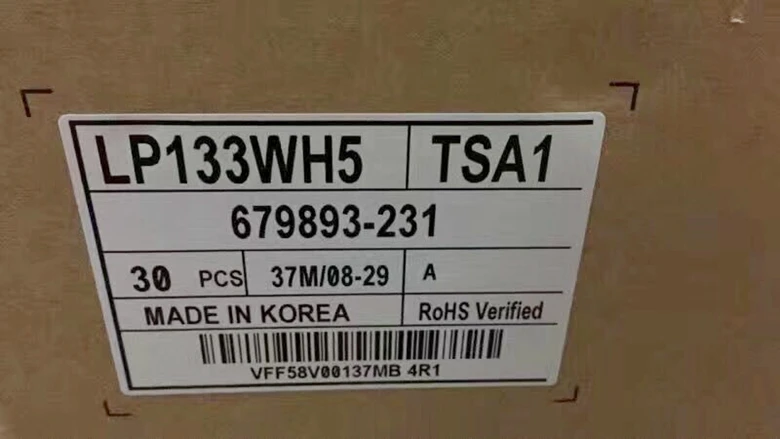 LP133WH5 TSA1
679893-231
30 PCS 37M/08-29 A
MADE IN KOREA RoHS Verified
VFF58V00137MB 4R1